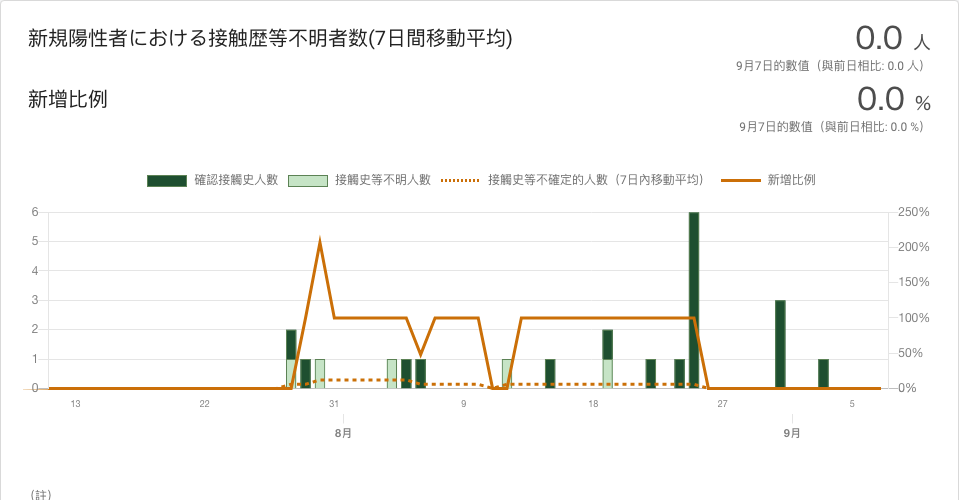 新規陽性者における接触歴等不明者数(7日間移動平均)
0.0 人
9月7日的數值（與前日相比: 0.0 人）
新增比例
0.0 %
9月7日的數值（與前日相比: 0.0 %）
確認接觸史人數 接觸史等不明人數 接觸史等不確定的人數（7日內移動平均） 新增比例
6 250%
5 200%
4 150%
3 100%
2 50%
1 0%
0
13 22 31 9 18 27 5
8月 9月
（註）